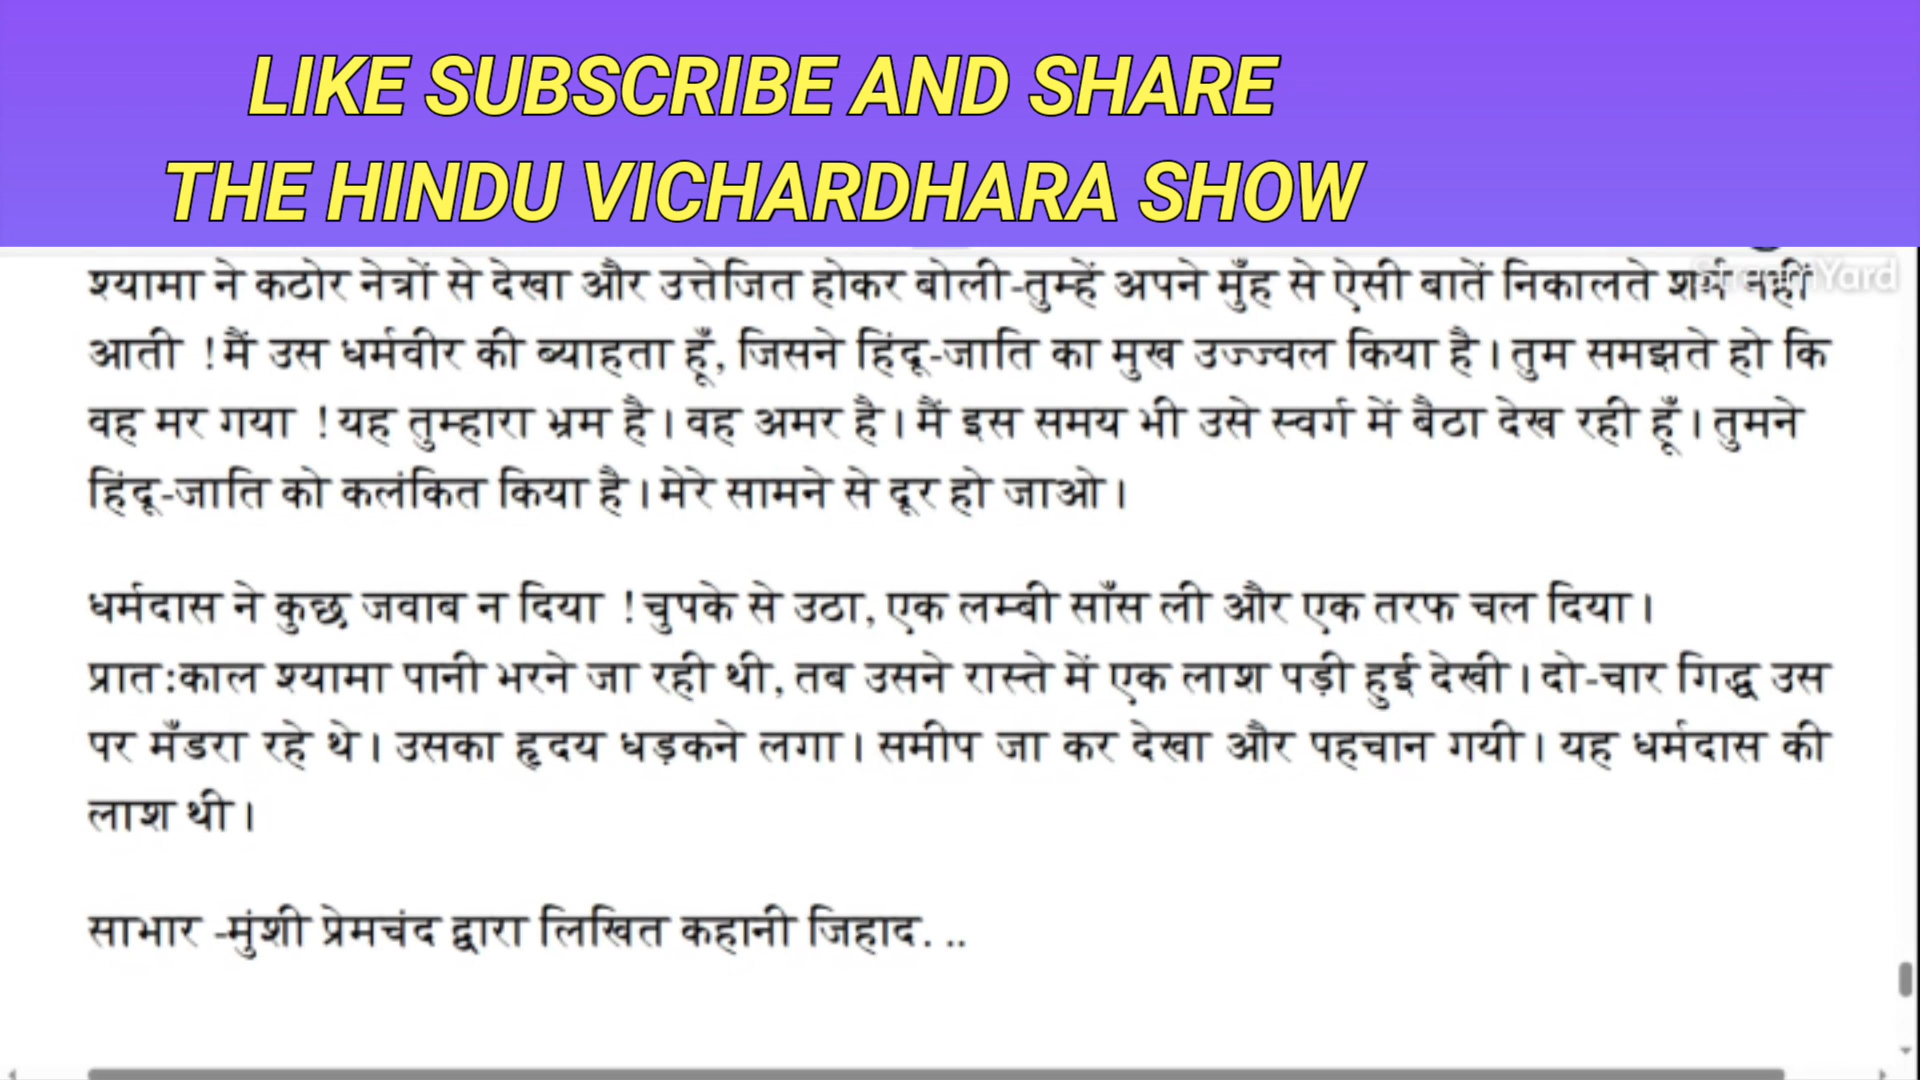 LIKE SUBSCRIBE AND SHARE
THE HINDU VICHARDHARA SHOW
StreamYard
श्यामा ने कठोर नेत्रों से देखा और उत्तेजित होकर बोली-तुम्हें अपने मुँह से ऐसी बातें निकालते शर्म नहीं
आती !मैं उस धर्मवीर की ब्याहता हूँ, जिसने हिंदू-जाति का मुख उज्ज्वल किया है। तुम समझते हो कि
वह मर गया !यह तुम्हारा भ्रम है। वह अमर है। मैं इस समय भी उसे स्वर्ग में बैठा देख रही हूँ। तुमने
हिंदू-जाति को कलंकित किया है। मेरे सामने से दूर हो जाओ।
धर्मदास ने कुछ जवाब न दिया !चुपके से उठा, एक लम्बी साँस ली और एक तरफ चल दिया।
प्रात:काल श्यामा पानी भरने जा रही थी, तब उसने रास्ते में एक लाश पड़ी हुई देखी। दो-चार गिद्ध उस
पर मँडरा रहे थे। उसका हृदय धड़कने लगा। समीप जा कर देखा और पहचान गयी। यह धर्मदास की
लाश थी।
साभार -मुंशी प्रेमचंद द्वारा लिखित कहानी जिहाद. ..